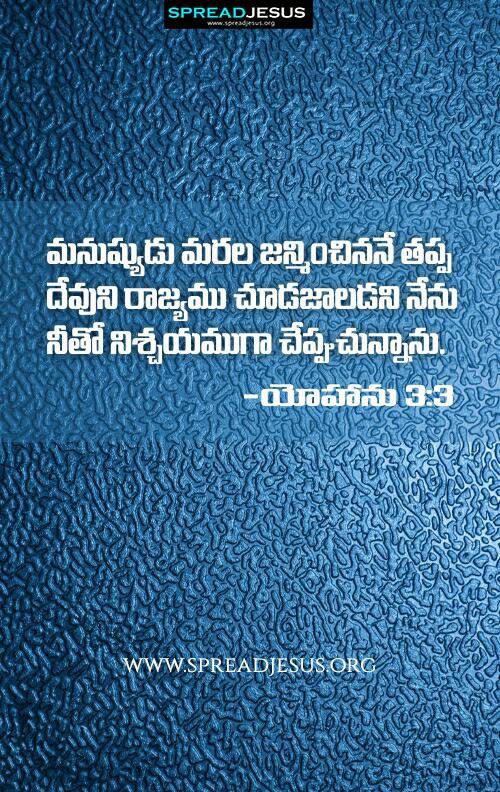 SPREADJESUS
www.spreadjesus.org
మనుష్యుడు మరల జన్మించిననే తప్ప
దేవుని రాజ్యము చూడజాలడని నేను
నీతో నిశ్చయముగా చేప్పుచున్నాను.
-యోహాను 3:3
WWW.SPREADJESUS.ORG